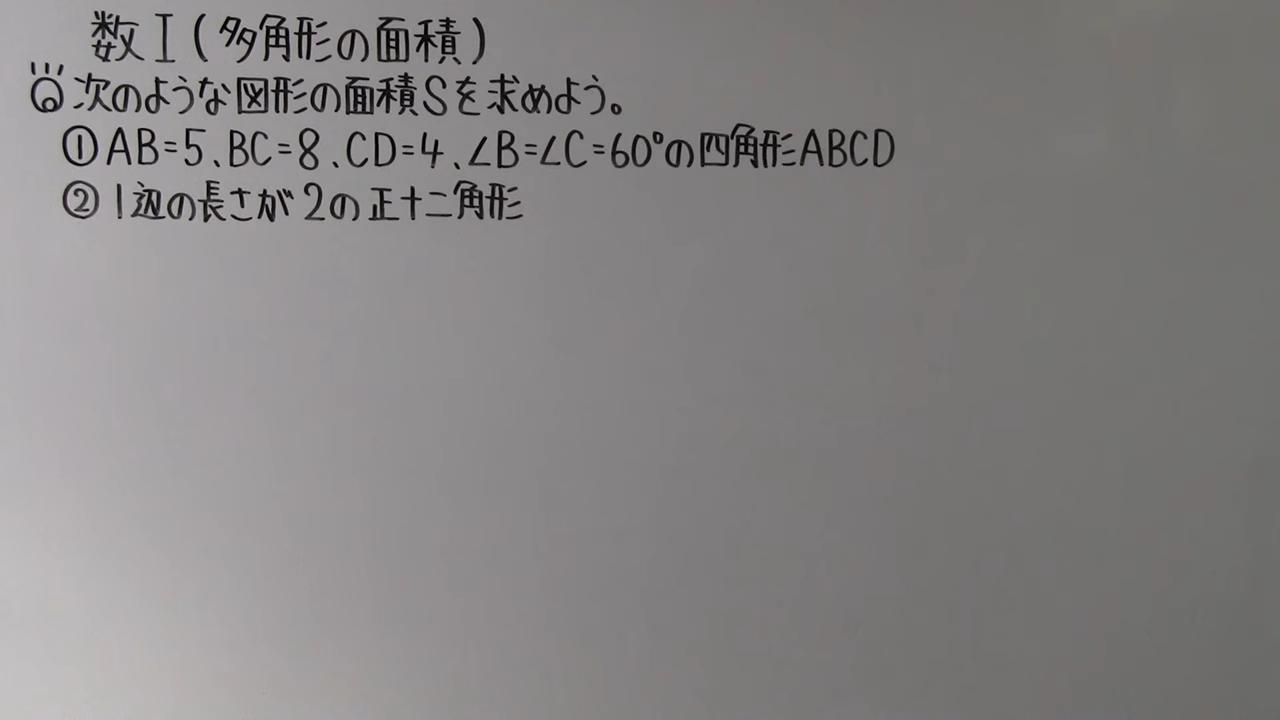 数Ⅰ(多角形の面積)
Q 次のような図形の面積Sを求めよう。
①AB=5、BC=8、CD=4、∠B=∠C=60°の四角形ABCD
②1辺の長さが2の正十二角形